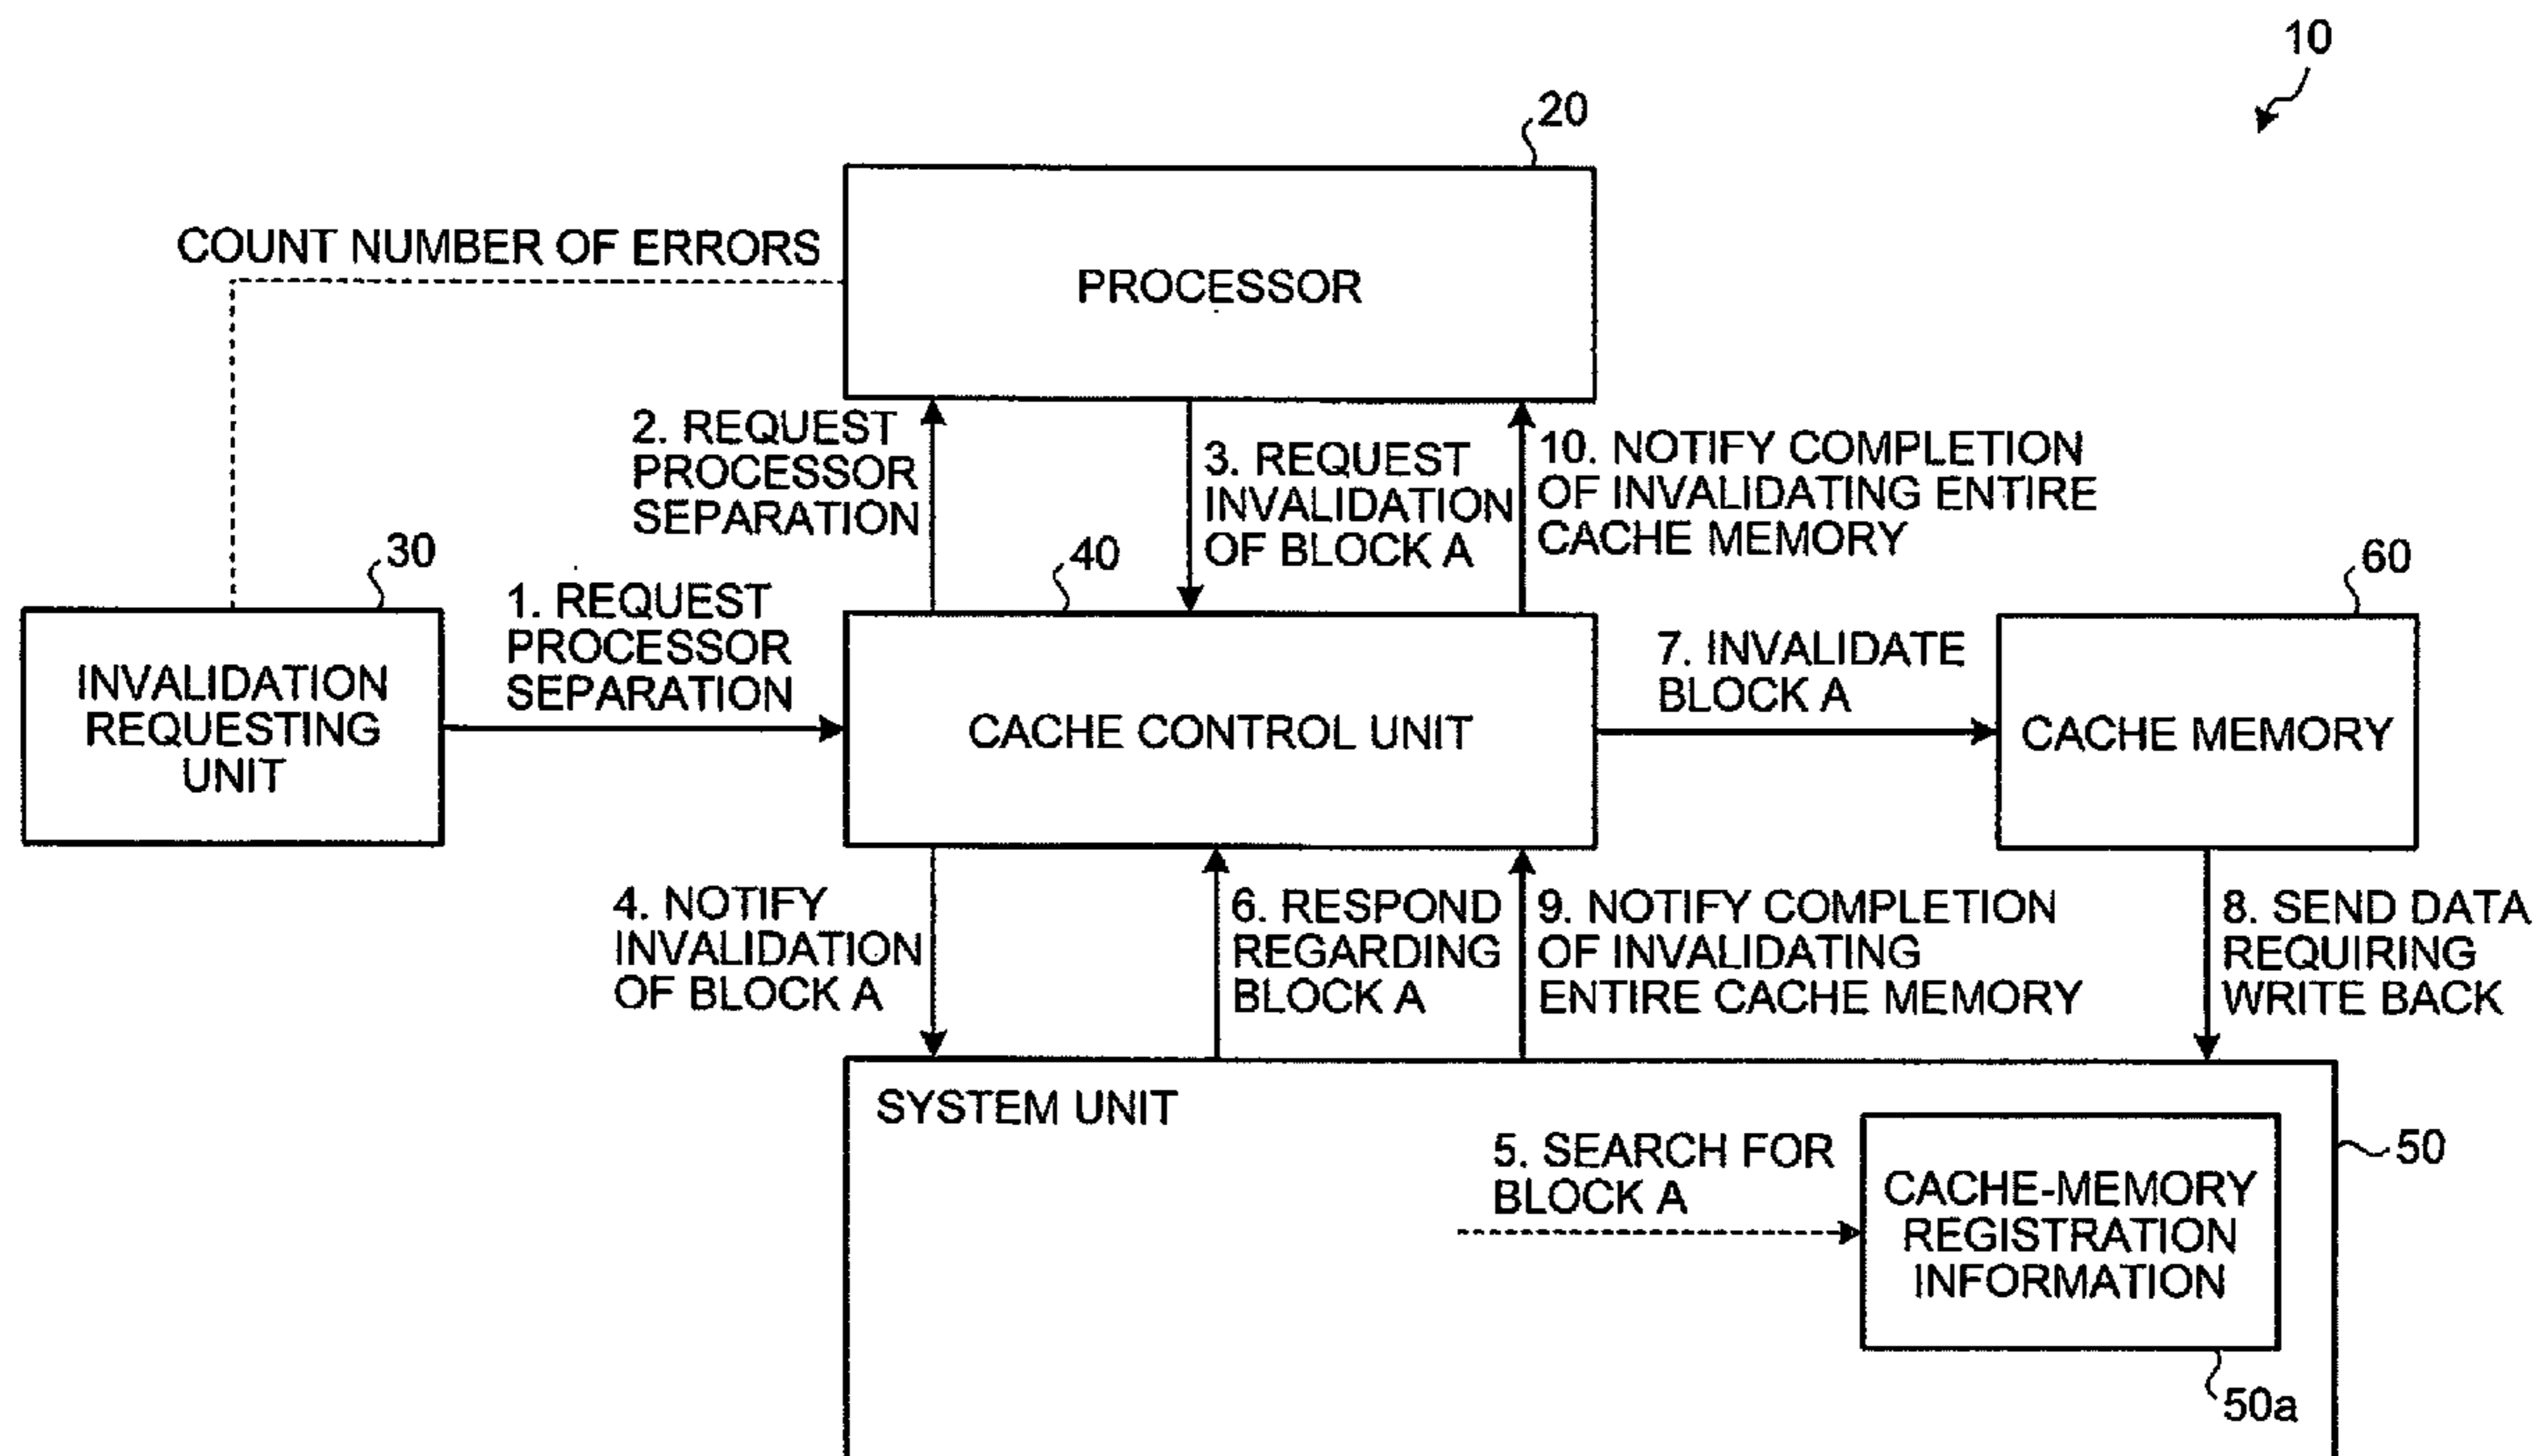 10
20
COUNT NUMBER OF ERRORS
PROCESSOR
2. REQUEST
PROCESSOR
SEPARATION
3. REQUEST
INVALIDATION
OF BLOCK A
10. NOTIFY COMPLETION
OF INVALIDATING ENTIRE
CACHE MEMORY
30
40
60
1. REQUEST
PROCESSOR
SEPARATION
INVALIDATION
REQUESTING
UNIT
CACHE CONTROL UNIT
7. INVALIDATE
BLOCK A
CACHE MEMORY
4. NOTIFY
INVALIDATION
OF BLOCK A
6. RESPOND
REGARDING
BLOCK A
9. NOTIFY COMPLETION
OF INVALIDATING
ENTIRE CACHE MEMORY
8. SEND DATA
REQUIRING
WRITE BACK
SYSTEM UNIT
5. SEARCH FOR
BLOCK A
CACHE-MEMORY
REGISTRATION
INFORMATION
50
50a